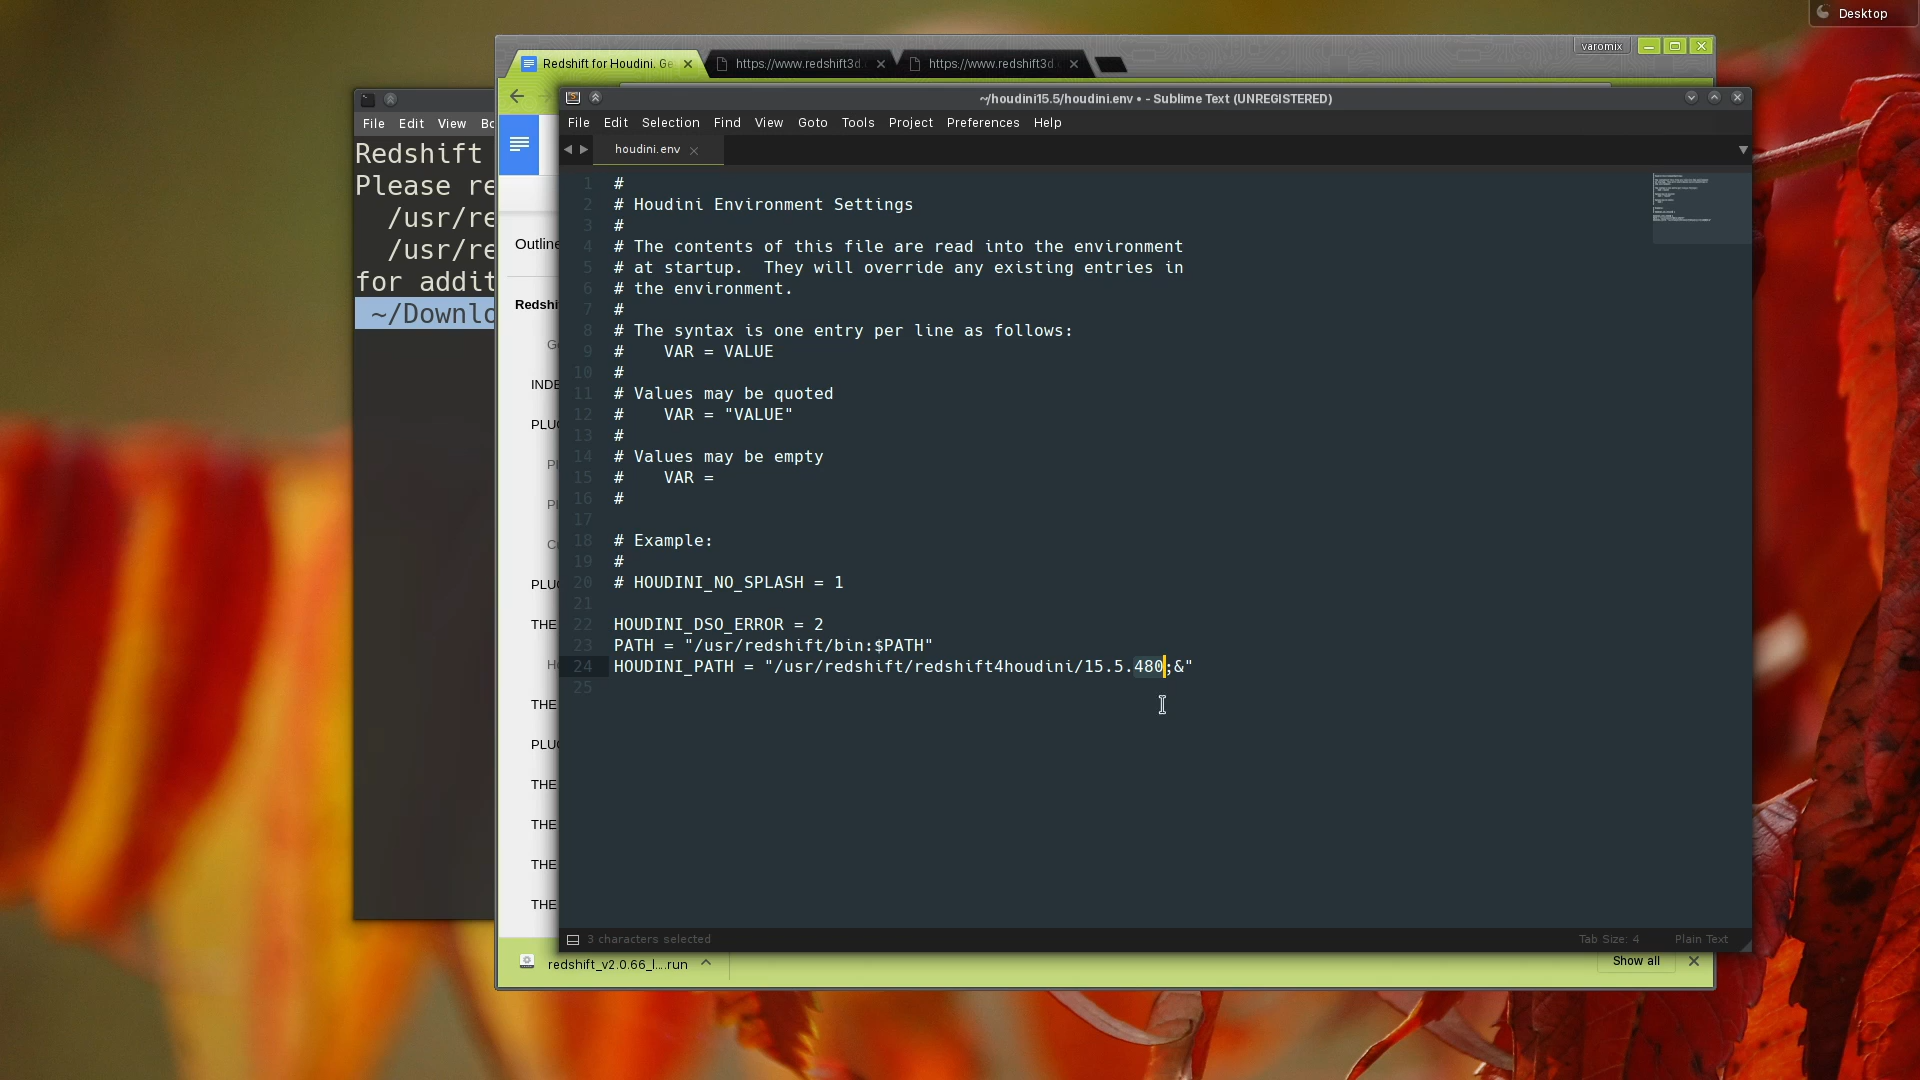 Desktop
varomix
Redshift for Houdini. Ge
https://www.redshift3d.
https://www.redshift3d.
File Edit View Bo
Redshift
Please re
/usr/re
/usr/re
for addit
~/Downlo
Outline
Redshi
INDE
PLUG
PLUG
THE
THE
PLUG
THE
THE
THE
THE
~/houdini15.5/houdini.env • - Sublime Text (UNREGISTERED)
File Edit Selection Find View Goto Tools Project Preferences Help
houdini.env
1 #
2 # Houdini Environment Settings
3 #
4 # The contents of this file are read into the environment
5 # at startup.  They will override any existing entries in
6 # the environment.
7 #
8 # The syntax is one entry per line as follows:
9 #    VAR = VALUE
10 #
11 # Values may be quoted
12 #    VAR = "VALUE"
13 #
14 # Values may be empty
15 #    VAR =
16 #
17
18 # Example:
19 #
20 # HOUDINI_NO_SPLASH = 1
21
22 HOUDINI_DSO_ERROR = 2
23 PATH = "/usr/redshift/bin:$PATH"
24 HOUDINI_PATH = "/usr/redshift/redshift4houdini/15.5.480;&"
25
3 characters selected
Tab Size: 4
Plain Text
redshift_v2.0.66_l....run
Show all